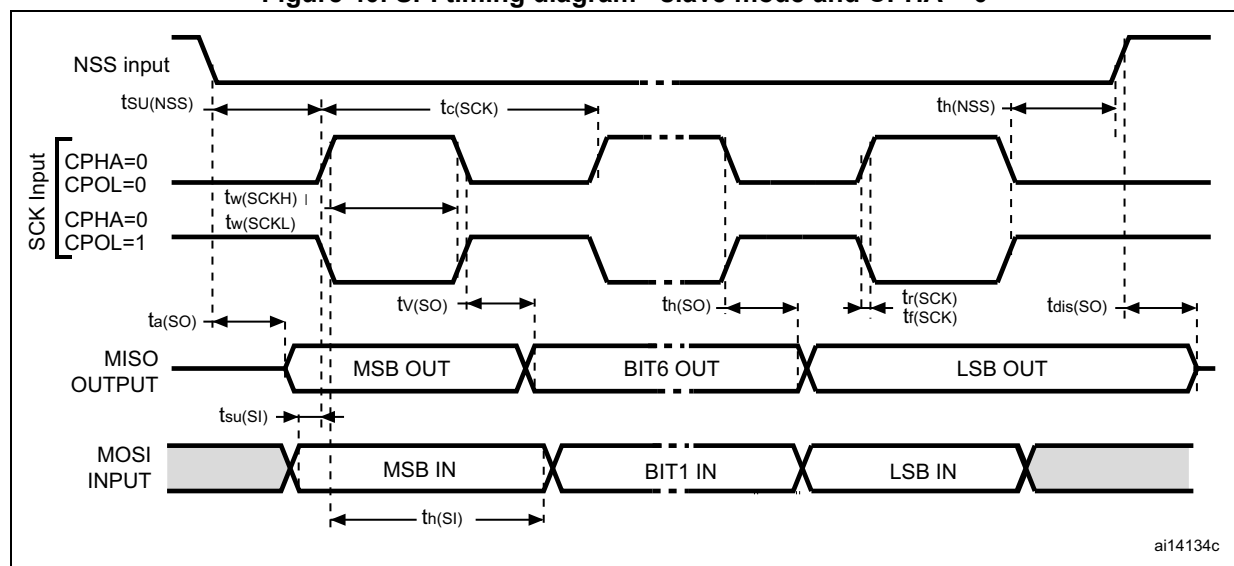 NSS input
tSU(NSS)
tc(SCK)
th(NSS)
SCK Input
CPHA=0
CPOL=0
tw(SCKH)
CPHA=0
tw(SCKL)
CPOL=1
tV(SO)
th(SO)
tr(SCK)
tf(SCK)
ta(SO)
tdis(SO)
MISO
OUTPUT
MSB OUT
BIT6 OUT
LSB OUT
tsu(SI)
MOSI
INPUT
MSB IN
BIT1 IN
LSB IN
th(SI)
ai14134c